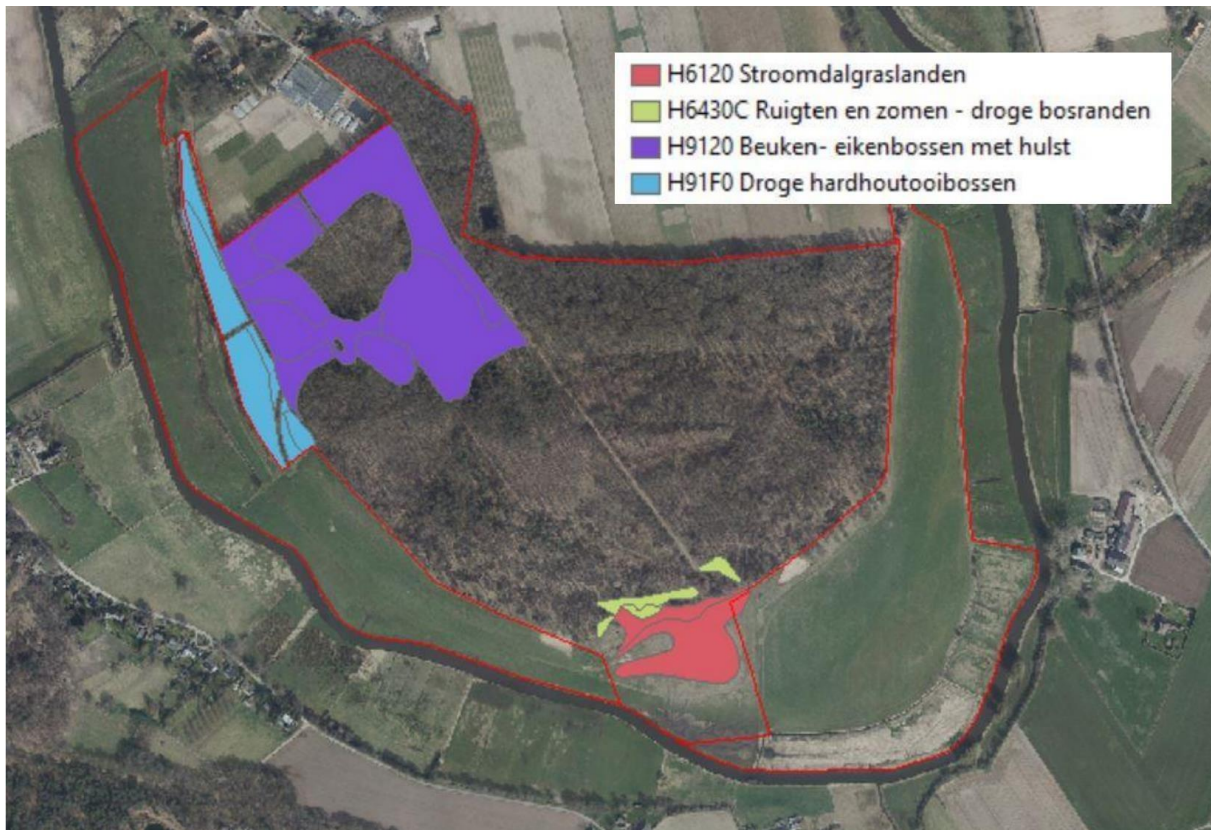 H6120 Stroomdalgraslanden
H6430C Ruigten en zomen - droge bosranden
H9120 Beuken- eikenbossen met hulst
H91F0 Droge hardhoutooibossen